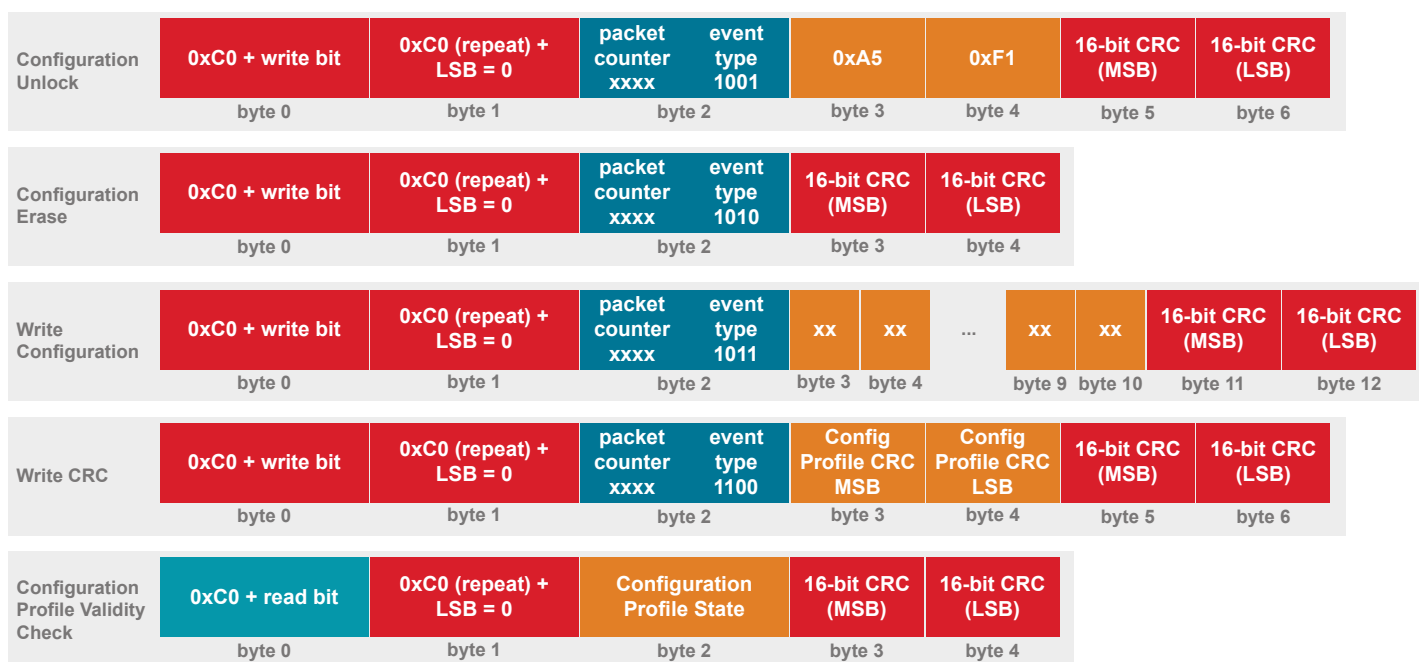 Configuration
Unlock
0xC0 + write bit
0xC0 (repeat) +
LSB = 0
packet event
counter type
xxxx 1001
0xA5
0xF1
16-bit CRC
(MSB)
16-bit CRC
(LSB)
byte 0 byte 1 byte 2 byte 3 byte 4 byte 5 byte 6
Configuration
Erase
0xC0 + write bit
0xC0 (repeat) +
LSB = 0
packet event
counter type
xxxx 1010
16-bit CRC
(MSB)
16-bit CRC
(LSB)
byte 0 byte 1 byte 2 byte 3 byte 4
Write
Configuration
0xC0 + write bit
0xC0 (repeat) +
LSB = 0
packet event
counter type
xxxx 1011
xx
xx
...
xx
xx
16-bit CRC
(MSB)
16-bit CRC
(LSB)
byte 0 byte 1 byte 2 byte 3 byte 4 byte 9 byte 10 byte 11 byte 12
Write CRC
0xC0 + write bit
0xC0 (repeat) +
LSB = 0
packet event
counter type
xxxx 1100
Config
Profile CRC
MSB
Config
Profile CRC
LSB
16-bit CRC
(MSB)
16-bit CRC
(LSB)
byte 0 byte 1 byte 2 byte 3 byte 4 byte 5 byte 6
Configuration
Profile Validity
Check
0xC0 + read bit
0xC0 (repeat) +
LSB = 0
Configuration
Profile State
16-bit CRC
(MSB)
16-bit CRC
(LSB)
byte 0 byte 1 byte 2 byte 3 byte 4